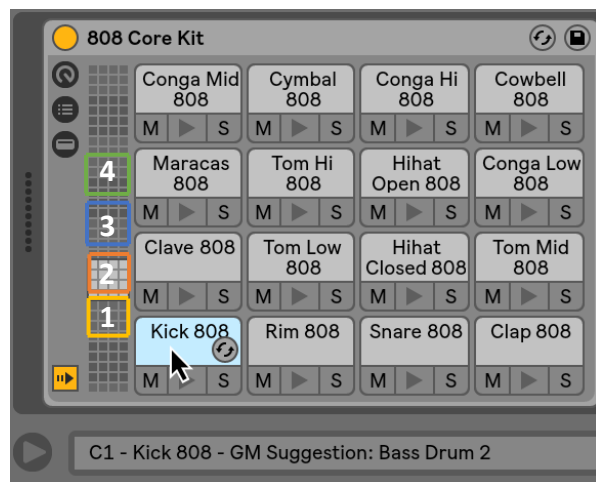 808 Core Kit
Conga Mid
808
Cymbal
808
Conga Hi
808
Cowbell
808
M S M S M S M S
4
Maracas
808
Tom Hi
808
Hihat
Open 808
Conga Low
808
M S M S M S M S
3
Clave 808
Tom Low
808
Hihat
Closed 808
Tom Mid
808
2
M S M S M S M S
1
Kick 808
Rim 808
Snare 808
Clap 808
M S M S M S M S
C1 - Kick 808 - GM Suggestion: Bass Drum 2